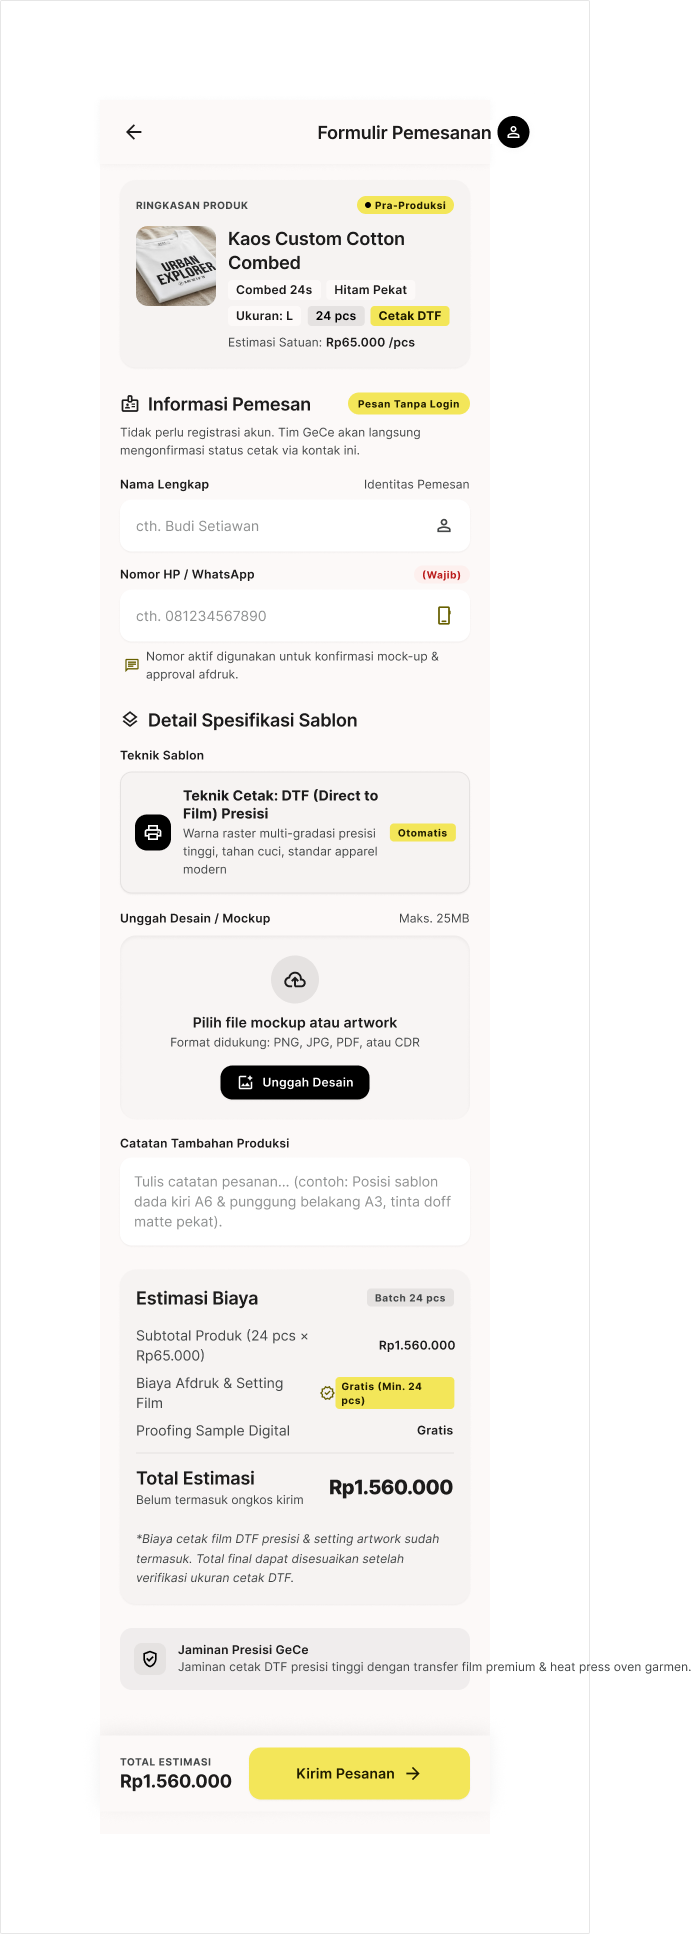 Formulir Pemesanan
RINGKASAN PRODUK
Pra-Produksi
URBAN
EXPLORER
Kaos Custom Cotton
Combed
Combed 24s
Hitam Pekat
Ukuran: L
24 pcs
Cetak DTF
Estimasi Satuan: Rp65.000 /pcs
Informasi Pemesan
Pesan Tanpa Login
Tidak perlu registrasi akun. Tim GeCe akan langsung
mengonfirmasi status cetak via kontak ini.
Nama Lengkap
Identitas Pemesan
cth. Budi Setiawan
Nomor HP / WhatsApp
(Wajib)
cth. 081234567890
Nomor aktif digunakan untuk konfirmasi mock-up &
approval afdruk.
Detail Spesifikasi Sablon
Teknik Sablon
Teknik Cetak: DTF (Direct to
Film) Presisi
Warna raster multi-gradasi presisi
tinggi, tahan cuci, standar apparel
modern
Otomatis
Unggah Desain / Mockup
Maks. 25MB
Pilih file mockup atau artwork
Format didukung: PNG, JPG, PDF, atau CDR
Unggah Desain
Catatan Tambahan Produksi
Tulis catatan pesanan... (contoh: Posisi sablon
dada kiri A6 & punggung belakang A3, tinta doff
matte pekat).
Estimasi Biaya
Batch 24 pcs
Subtotal Produk (24 pcs ×
Rp65.000)
Rp1.560.000
Biaya Afdruk & Setting
Film
Gratis (Min. 24
pcs)
Proofing Sample Digital
Gratis
Total Estimasi
Belum termasuk ongkos kirim
Rp1.560.000
*Biaya cetak film DTF presisi & setting artwork sudah
termasuk. Total final dapat disesuaikan setelah
verifikasi ukuran cetak DTF.
Jaminan Presisi GeCe
Jaminan cetak DTF presisi tinggi dengan transfer film premium & heat press oven garmen.
TOTAL ESTIMASI
Rp1.560.000
Kirim Pesanan